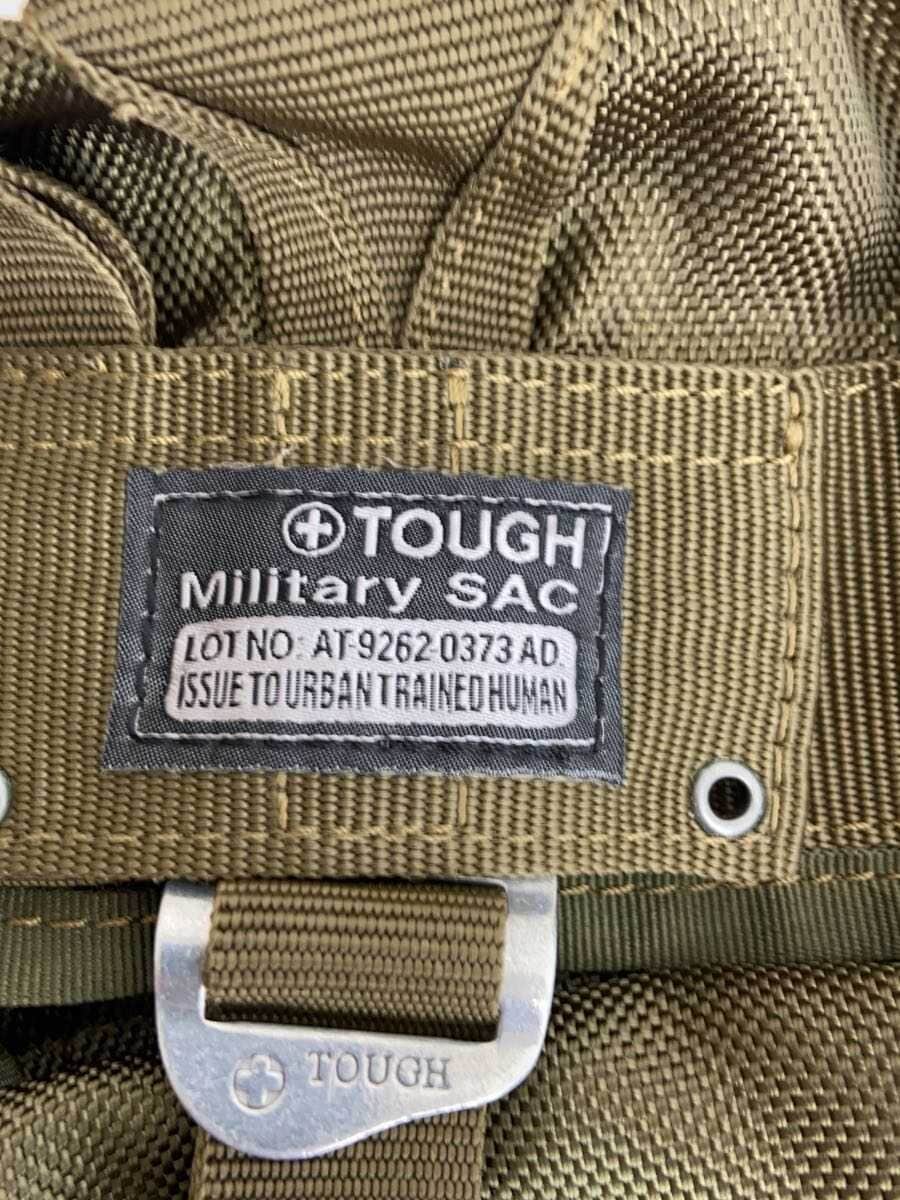 TOUGH
Military SAC
LOT NO: AT-9262-0373 AD.
ISSUE TO URBAN TRAINED HUMAN
TOUGH